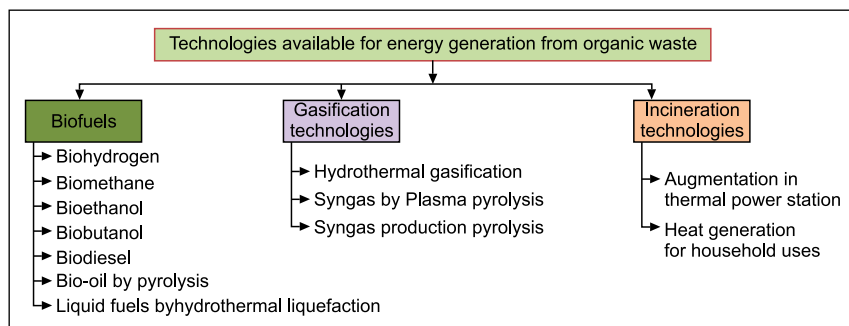 Technologies available for energy generation from organic waste
Biofuels
Biohydrogen
Biomethane
Bioethanol
Biobutanol
Biodiesel
Bio-oil by pyrolysis
Liquid fuels byhydrothermal liquefaction
Gasification
technologies
Hydrothermal gasification
Syngas by Plasma pyrolysis
Syngas production pyrolysis
Incineration
technologies
Augmentation in
thermal power station
Heat generation
for household uses